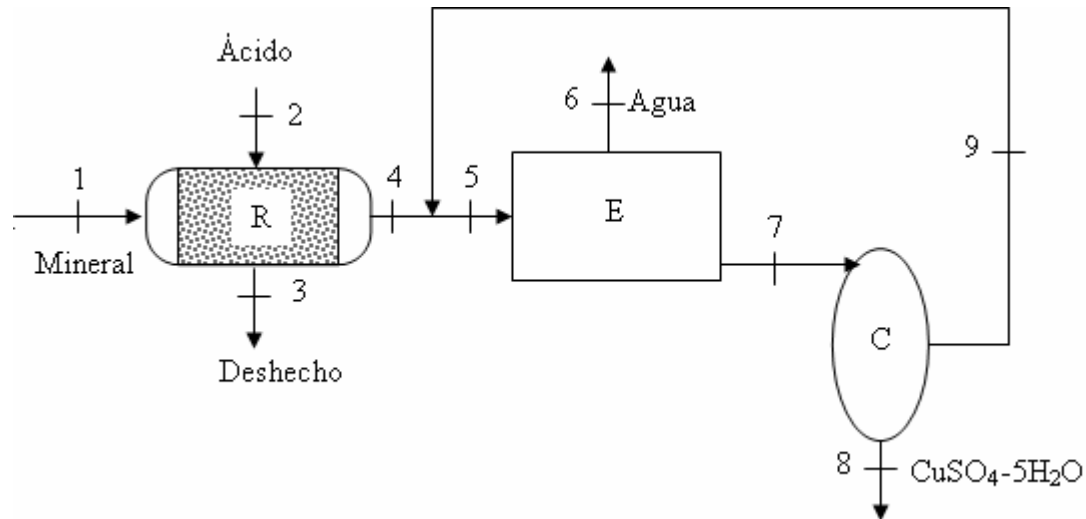 Ácido
2
1
Mineral
R
3
Deshecho
4
5
6
Agua
E
7
9
C
8
CuSO₄-5H₂O